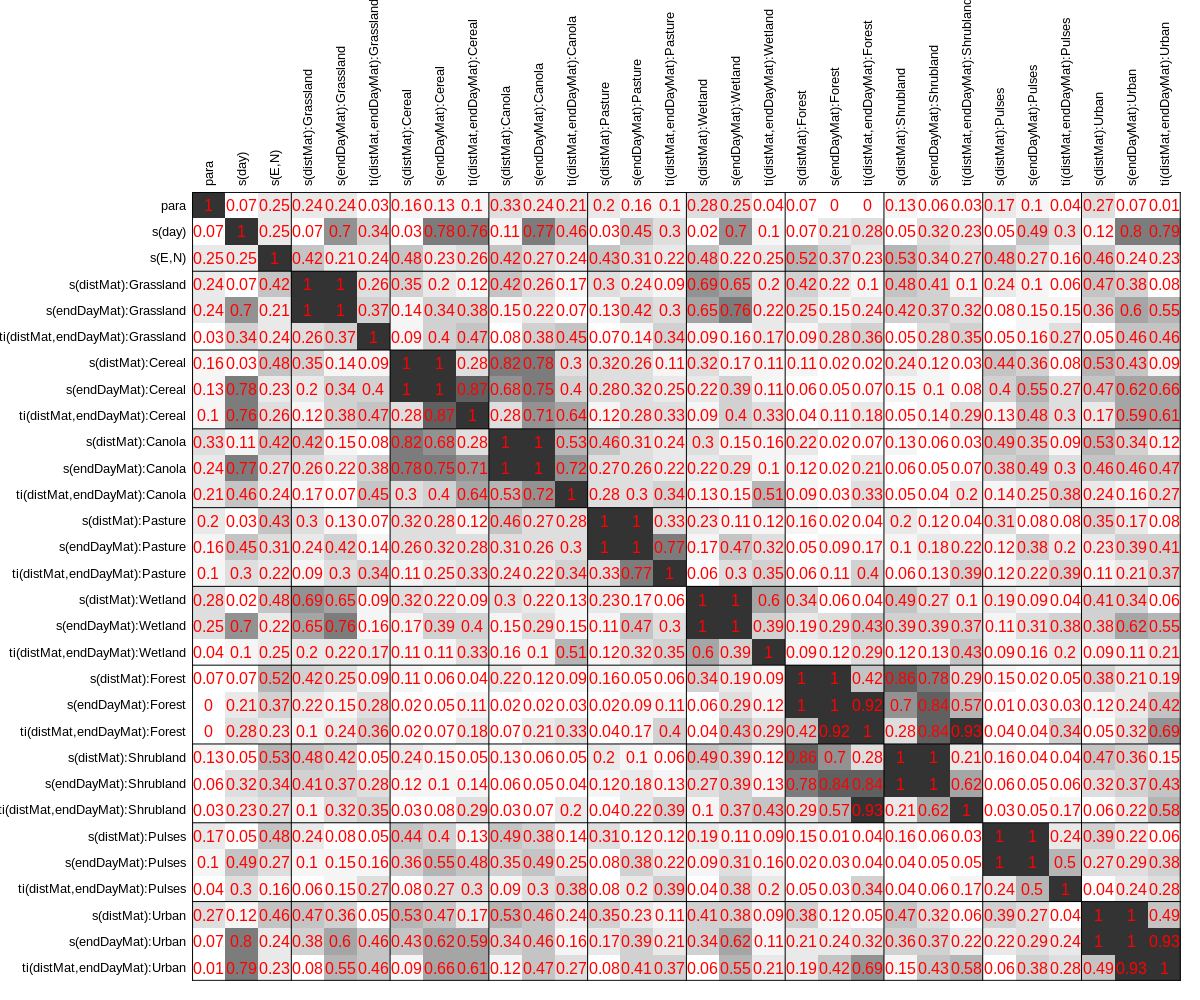 para
s(day)
s(E,N)
s(distMat):Grassland
s(endDayMat):Grassland
ti(distMat,endDayMat):Grassland
s(distMat):Cereal
s(endDayMat):Cereal
ti(distMat,endDayMat):Cereal
s(distMat):Canola
s(endDayMat):Canola
ti(distMat,endDayMat):Canola
s(distMat):Pasture
s(endDayMat):Pasture
ti(distMat,endDayMat):Pasture
s(distMat):Wetland
s(endDayMat):Wetland
ti(distMat,endDayMat):Wetland
s(distMat):Forest
s(endDayMat):Forest
ti(distMat,endDayMat):Forest
s(distMat):Shrubland
s(endDayMat):Shrubland
ti(distMat,endDayMat):Shrubland
s(distMat):Pulses
s(endDayMat):Pulses
ti(distMat,endDayMat):Pulses
s(distMat):Urban
s(endDayMat):Urban
ti(distMat,endDayMat):Urban
para 1 0.07 0.25 0.24 0.24 0.03 0.16 0.13 0.1 0.33 0.24 0.21 0.2 0.16 0.1 0.28 0.25 0.04 0.07 0 0 0.13 0.06 0.03 0.17 0.1 0.04 0.27 0.07 0.01
s(day) 0.07 1 0.25 0.07 0.7 0.34 0.03 0.78 0.76 0.11 0.77 0.46 0.03 0.45 0.3 0.02 0.7 0.1 0.07 0.21 0.28 0.05 0.32 0.23 0.05 0.49 0.3 0.12 0.8 0.79
s(E,N) 0.25 0.25 1 0.42 0.21 0.24 0.48 0.23 0.26 0.42 0.27 0.24 0.43 0.31 0.22 0.48 0.22 0.25 0.52 0.37 0.23 0.53 0.34 0.27 0.48 0.27 0.16 0.46 0.24 0.23
s(distMat):Grassland 0.24 0.07 0.42 1 1 0.26 0.35 0.2 0.12 0.42 0.26 0.17 0.3 0.24 0.09 0.69 0.65 0.2 0.42 0.22 0.1 0.48 0.41 0.1 0.24 0.1 0.06 0.47 0.38 0.08
s(endDayMat):Grassland 0.24 0.7 0.21 1 1 0.37 0.14 0.34 0.38 0.15 0.22 0.07 0.13 0.42 0.3 0.65 0.76 0.22 0.25 0.15 0.24 0.42 0.37 0.32 0.08 0.15 0.15 0.36 0.6 0.55
ti(distMat,endDayMat):Grassland 0.03 0.34 0.24 0.26 0.37 1 0.09 0.4 0.47 0.08 0.38 0.45 0.07 0.14 0.34 0.09 0.16 0.17 0.09 0.28 0.36 0.05 0.28 0.35 0.05 0.16 0.27 0.05 0.46 0.46
s(distMat):Cereal 0.16 0.03 0.48 0.35 0.14 0.09 1 1 0.28 0.82 0.78 0.3 0.32 0.26 0.11 0.32 0.17 0.11 0.11 0.02 0.02 0.24 0.12 0.03 0.44 0.36 0.08 0.53 0.43 0.09
s(endDayMat):Cereal 0.13 0.78 0.23 0.2 0.34 0.4 1 1 0.87 0.68 0.75 0.4 0.28 0.32 0.25 0.22 0.39 0.11 0.06 0.05 0.07 0.15 0.1 0.08 0.4 0.55 0.27 0.47 0.62 0.66
ti(distMat,endDayMat):Cereal 0.1 0.76 0.26 0.12 0.38 0.47 0.28 0.87 1 0.28 0.71 0.64 0.12 0.28 0.33 0.09 0.4 0.33 0.04 0.11 0.18 0.05 0.14 0.29 0.13 0.48 0.3 0.17 0.59 0.61
s(distMat):Canola 0.33 0.11 0.42 0.42 0.15 0.08 0.82 0.68 0.28 1 1 0.53 0.46 0.31 0.24 0.3 0.15 0.16 0.22 0.02 0.07 0.13 0.06 0.03 0.49 0.35 0.09 0.53 0.34 0.12
s(endDayMat):Canola 0.24 0.77 0.27 0.26 0.22 0.38 0.78 0.75 0.71 1 1 0.72 0.27 0.26 0.22 0.22 0.29 0.1 0.12 0.02 0.21 0.06 0.05 0.07 0.38 0.49 0.3 0.46 0.46 0.47
ti(distMat,endDayMat):Canola 0.21 0.46 0.24 0.17 0.07 0.45 0.3 0.4 0.64 0.53 0.72 1 0.28 0.3 0.34 0.13 0.15 0.51 0.09 0.03 0.33 0.05 0.04 0.2 0.14 0.25 0.38 0.24 0.16 0.27
s(distMat):Pasture 0.2 0.03 0.43 0.3 0.13 0.07 0.32 0.28 0.12 0.46 0.27 0.28 1 1 0.33 0.23 0.11 0.12 0.16 0.02 0.04 0.2 0.12 0.04 0.31 0.08 0.08 0.35 0.17 0.08
s(endDayMat):Pasture 0.16 0.45 0.31 0.24 0.42 0.14 0.26 0.32 0.28 0.31 0.26 0.3 1 1 0.77 0.17 0.47 0.32 0.05 0.09 0.17 0.1 0.18 0.22 0.12 0.38 0.2 0.23 0.39 0.41
ti(distMat,endDayMat):Pasture 0.1 0.3 0.22 0.09 0.3 0.34 0.11 0.25 0.33 0.24 0.22 0.34 0.33 0.77 1 0.06 0.3 0.35 0.06 0.11 0.4 0.06 0.13 0.39 0.12 0.22 0.39 0.11 0.21 0.37
s(distMat):Wetland 0.28 0.02 0.48 0.69 0.65 0.09 0.32 0.22 0.09 0.3 0.22 0.13 0.23 0.17 0.06 1 1 0.6 0.34 0.06 0.04 0.49 0.27 0.1 0.19 0.09 0.04 0.41 0.34 0.06
s(endDayMat):Wetland 0.25 0.7 0.22 0.65 0.76 0.16 0.17 0.39 0.4 0.15 0.29 0.15 0.11 0.47 0.3 1 1 0.39 0.19 0.29 0.43 0.39 0.39 0.37 0.11 0.31 0.38 0.38 0.62 0.55
ti(distMat,endDayMat):Wetland 0.04 0.1 0.25 0.2 0.22 0.17 0.11 0.11 0.33 0.16 0.1 0.51 0.12 0.32 0.35 0.6 0.39 1 0.09 0.12 0.29 0.12 0.13 0.43 0.09 0.16 0.2 0.09 0.11 0.21
s(distMat):Forest 0.07 0.07 0.52 0.42 0.25 0.09 0.11 0.06 0.04 0.22 0.12 0.09 0.16 0.05 0.06 0.34 0.19 0.09 1 1 0.42 0.86 0.78 0.29 0.15 0.02 0.05 0.38 0.21 0.19
s(endDayMat):Forest 0 0.21 0.37 0.22 0.15 0.28 0.02 0.05 0.11 0.02 0.02 0.03 0.02 0.09 0.11 0.06 0.29 0.12 1 1 0.92 0.7 0.84 0.57 0.01 0.03 0.03 0.12 0.24 0.42
ti(distMat,endDayMat):Forest 0 0.28 0.23 0.1 0.24 0.36 0.02 0.07 0.18 0.07 0.21 0.33 0.04 0.17 0.4 0.04 0.43 0.29 0.42 0.92 1 0.28 0.84 0.93 0.04 0.04 0.34 0.05 0.32 0.69
s(distMat):Shrubland 0.13 0.05 0.53 0.48 0.42 0.05 0.24 0.15 0.05 0.13 0.06 0.05 0.2 0.1 0.06 0.49 0.39 0.12 0.86 0.7 0.28 1 1 0.21 0.16 0.04 0.04 0.47 0.36 0.15
s(endDayMat):Shrubland 0.06 0.32 0.34 0.41 0.37 0.28 0.12 0.1 0.14 0.06 0.05 0.04 0.12 0.18 0.13 0.27 0.39 0.13 0.78 0.84 0.84 1 1 0.62 0.06 0.05 0.06 0.32 0.37 0.43
ti(distMat,endDayMat):Shrubland 0.03 0.23 0.27 0.1 0.32 0.35 0.03 0.08 0.29 0.03 0.07 0.2 0.04 0.22 0.39 0.1 0.37 0.43 0.29 0.57 0.93 0.21 0.62 1 0.03 0.05 0.17 0.06 0.22 0.58
s(distMat):Pulses 0.17 0.05 0.48 0.24 0.08 0.05 0.44 0.4 0.13 0.49 0.38 0.14 0.31 0.12 0.12 0.19 0.11 0.09 0.15 0.01 0.04 0.16 0.06 0.03 1 1 0.24 0.39 0.22 0.06
s(endDayMat):Pulses 0.1 0.49 0.27 0.1 0.15 0.16 0.36 0.55 0.48 0.35 0.49 0.25 0.08 0.38 0.22 0.09 0.31 0.16 0.02 0.03 0.04 0.04 0.05 0.05 1 1 0.5 0.27 0.29 0.38
ti(distMat,endDayMat):Pulses 0.04 0.3 0.16 0.06 0.15 0.27 0.08 0.27 0.3 0.09 0.3 0.38 0.08 0.2 0.39 0.04 0.38 0.2 0.05 0.03 0.34 0.04 0.06 0.17 0.24 0.5 1 0.04 0.24 0.28
s(distMat):Urban 0.27 0.12 0.46 0.47 0.36 0.05 0.53 0.47 0.17 0.53 0.46 0.24 0.35 0.23 0.11 0.41 0.38 0.09 0.38 0.12 0.05 0.47 0.32 0.06 0.39 0.27 0.04 1 1 0.49
s(endDayMat):Urban 0.07 0.8 0.24 0.38 0.6 0.46 0.43 0.62 0.59 0.34 0.46 0.16 0.17 0.39 0.21 0.34 0.62 0.11 0.21 0.24 0.32 0.36 0.37 0.22 0.22 0.29 0.24 1 1 0.93
ti(distMat,endDayMat):Urban 0.01 0.79 0.23 0.08 0.55 0.46 0.09 0.66 0.61 0.12 0.47 0.27 0.08 0.41 0.37 0.06 0.55 0.21 0.19 0.42 0.69 0.15 0.43 0.58 0.06 0.38 0.28 0.49 0.93 1